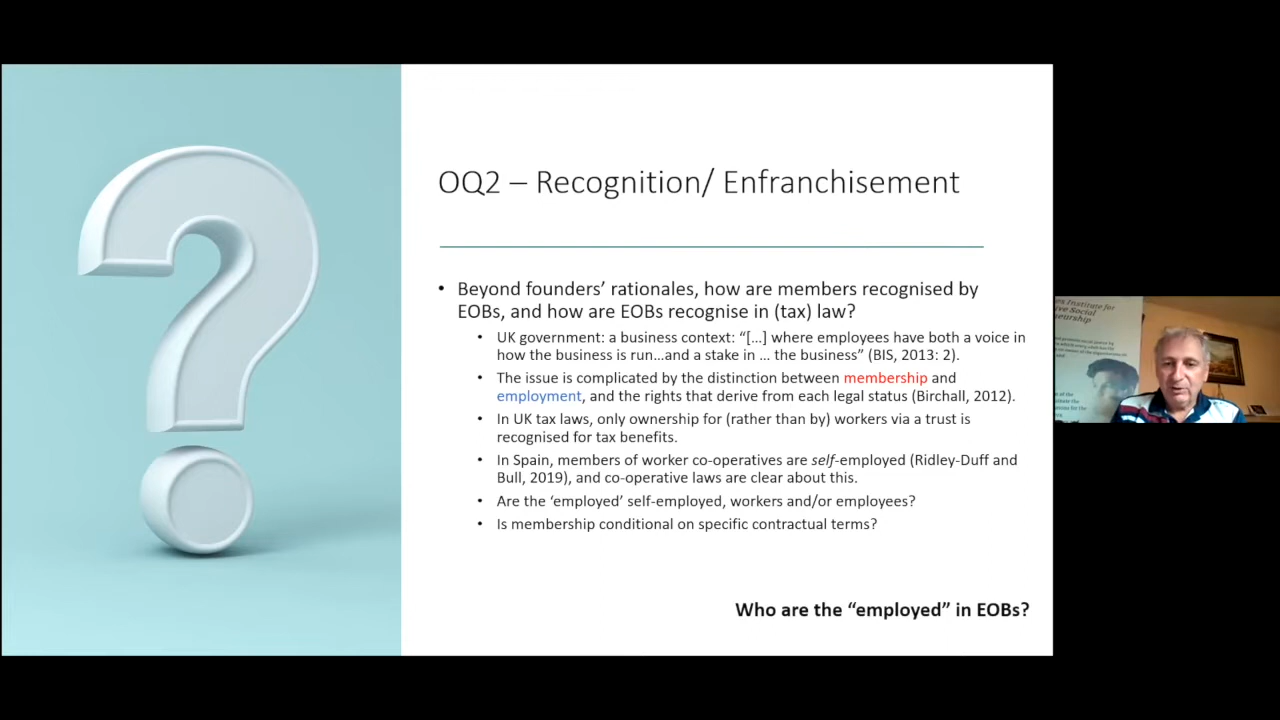 OQ2 – Recognition/ Enfranchisement
• Beyond founders’ rationales, how are members recognised by
EOBs, and how are EOBs recognise in (tax) law?
• UK government: a business context: “[…] where employees have both a voice in
how the business is run…and a stake in … the business” (BIS, 2013: 2).
• The issue is complicated by the distinction between membership and
employment, and the rights that derive from each legal status (Birchall, 2012).
• In UK tax laws, only ownership for (rather than by) workers via a trust is
recognised for tax benefits.
• In Spain, members of worker co-operatives are self-employed (Ridley-Duff and
Bull, 2019), and co-operative laws are clear about this.
• Are the ‘employed’ self-employed, workers and/or employees?
• Is membership conditional on specific contractual terms?
Who are the “employed” in EOBs?
Institute for
Social